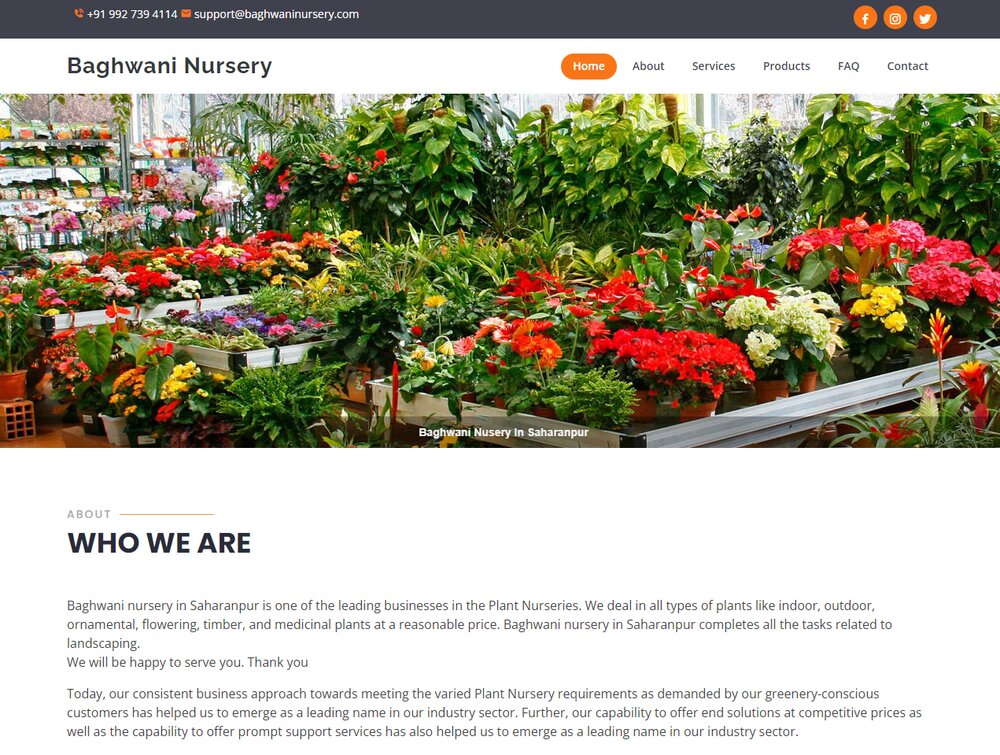 +91 992 739 4114 support@baghwaninursery.com
Baghwani Nursery
Home About Services Products FAQ Contact
Baghwani Nusery In Saharanpur
ABOUT
WHO WE ARE
Baghwani nursery in Saharanpur is one of the leading businesses in the Plant Nurseries. We deal in all types of plants like indoor, outdoor,
ornamental, flowering, timber, and medicinal plants at a reasonable price. Baghwani nursery in Saharanpur completes all the tasks related to
landscaping.
We will be happy to serve you. Thank you
Today, our consistent business approach towards meeting the varied Plant Nursery requirements as demanded by our greenery-conscious
customers has helped us to emerge as a leading name in our industry sector. Further, our capability to offer end solutions at competitive prices as
well as the capability to offer prompt support services has also helped us to emerge as a leading name in our industry sector.